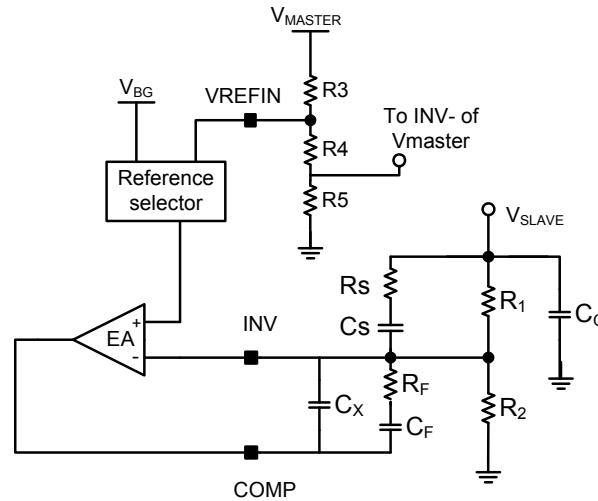 VMASTER
R3
VBG
VREFIN
To INV- of
Vmaster
R4
Reference
selector
R5
VSLAVE
Rs
R1
Cs
INV
+
EA
-
CX
RF
CF
R2
COMP